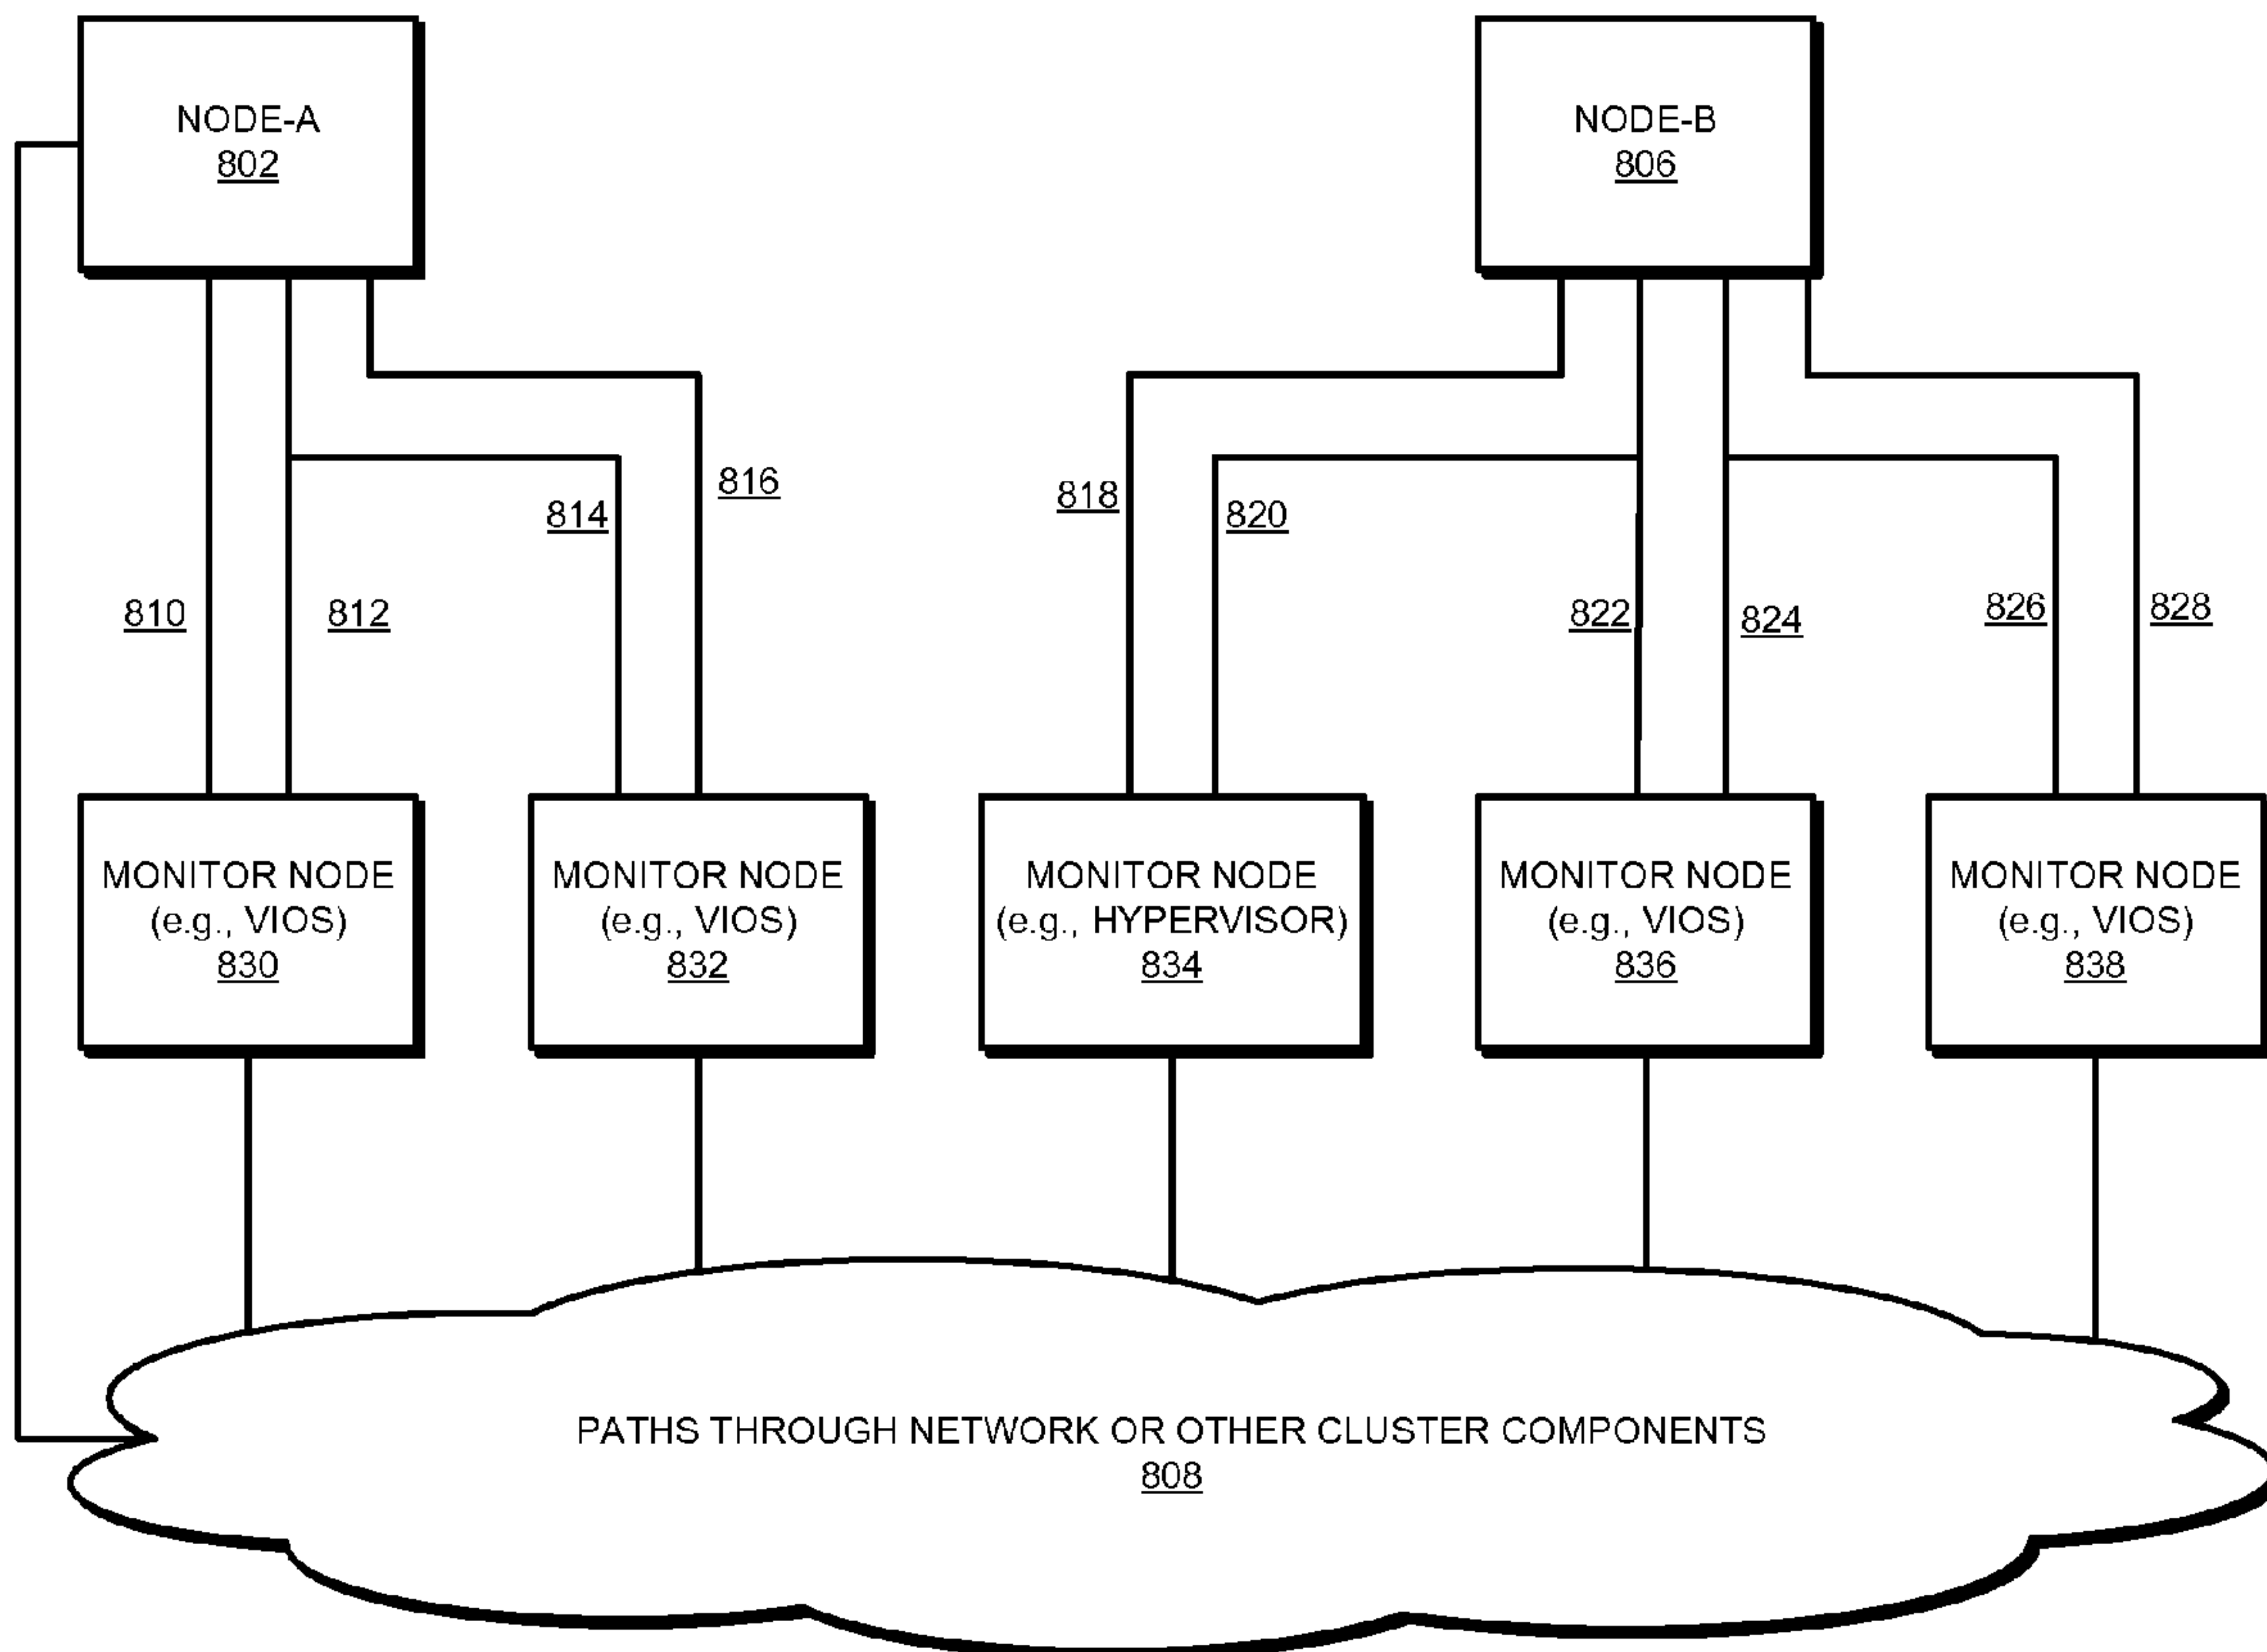 NODE-A
802
NODE-B
806
816
814
818
820
810
812
822
824
826
828
MONITOR NODE
(e.g., VIOS)
830
MONITOR NODE
(e.g., VIOS)
832
MONITOR NODE
(e.g., HYPERVISOR)
834
MONITOR NODE
(e.g., VIOS)
836
MONITOR NODE
(e.g., VIOS)
838
PATHS THROUGH NETWORK OR OTHER CLUSTER COMPONENTS
808